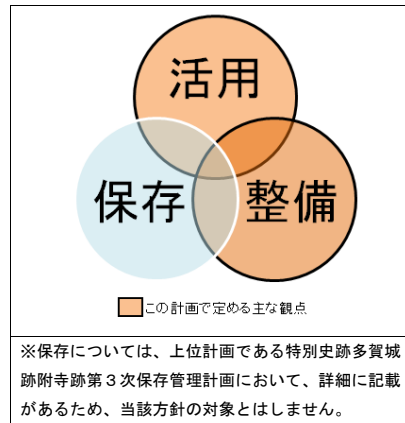 活用
保存
整備
この計画で定める主な観点
※保存については、上位計画である特別史跡多賀城
跡附寺跡第３次保存管理計画において、詳細に記載
があるため、当該方針の対象とはしません。